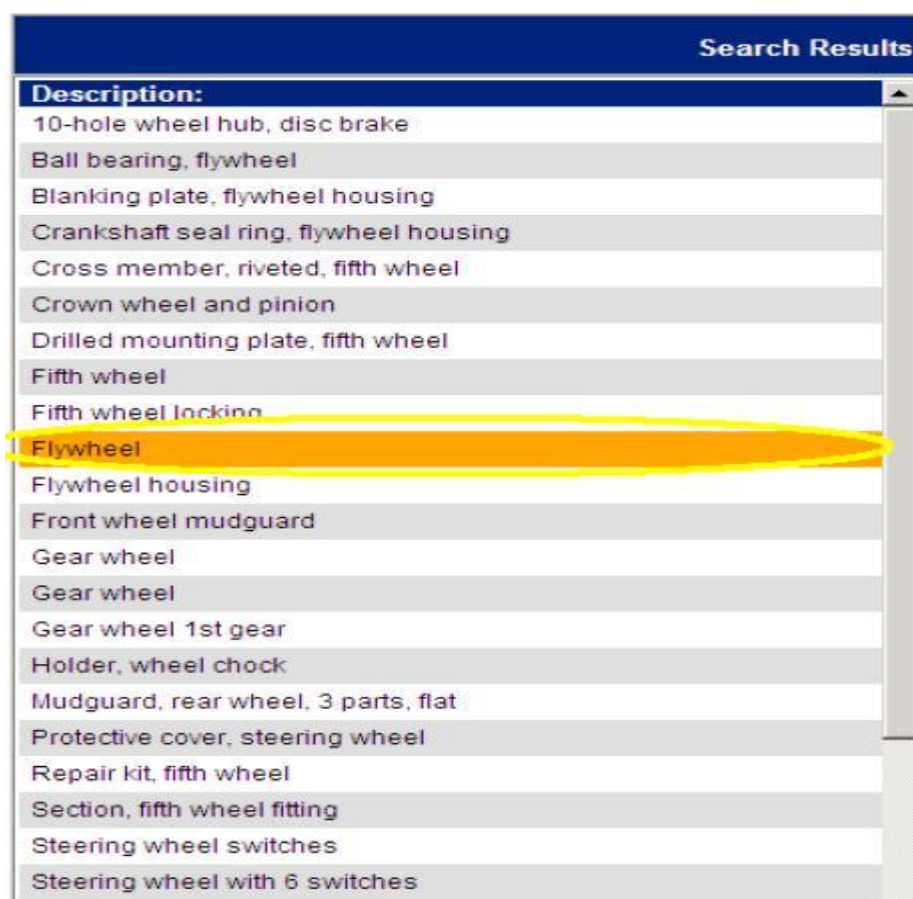 Search Results
Description:
10-hole wheel hub, disc brake
Ball bearing, flywheel
Blanking plate, flywheel housing
Crankshaft seal ring, flywheel housing
Cross member, riveted, fifth wheel
Crown wheel and pinion
Drilled mounting plate, fifth wheel
Fifth wheel
Fifth wheel locking
Flywheel
Flywheel housing
Front wheel mudguard
Gear wheel
Gear wheel
Gear wheel 1st gear
Holder, wheel chock
Mudguard, rear wheel, 3 parts, flat
Protective cover, steering wheel
Repair kit, fifth wheel
Section, fifth wheel fitting
Steering wheel switches
Steering wheel with 6 switches